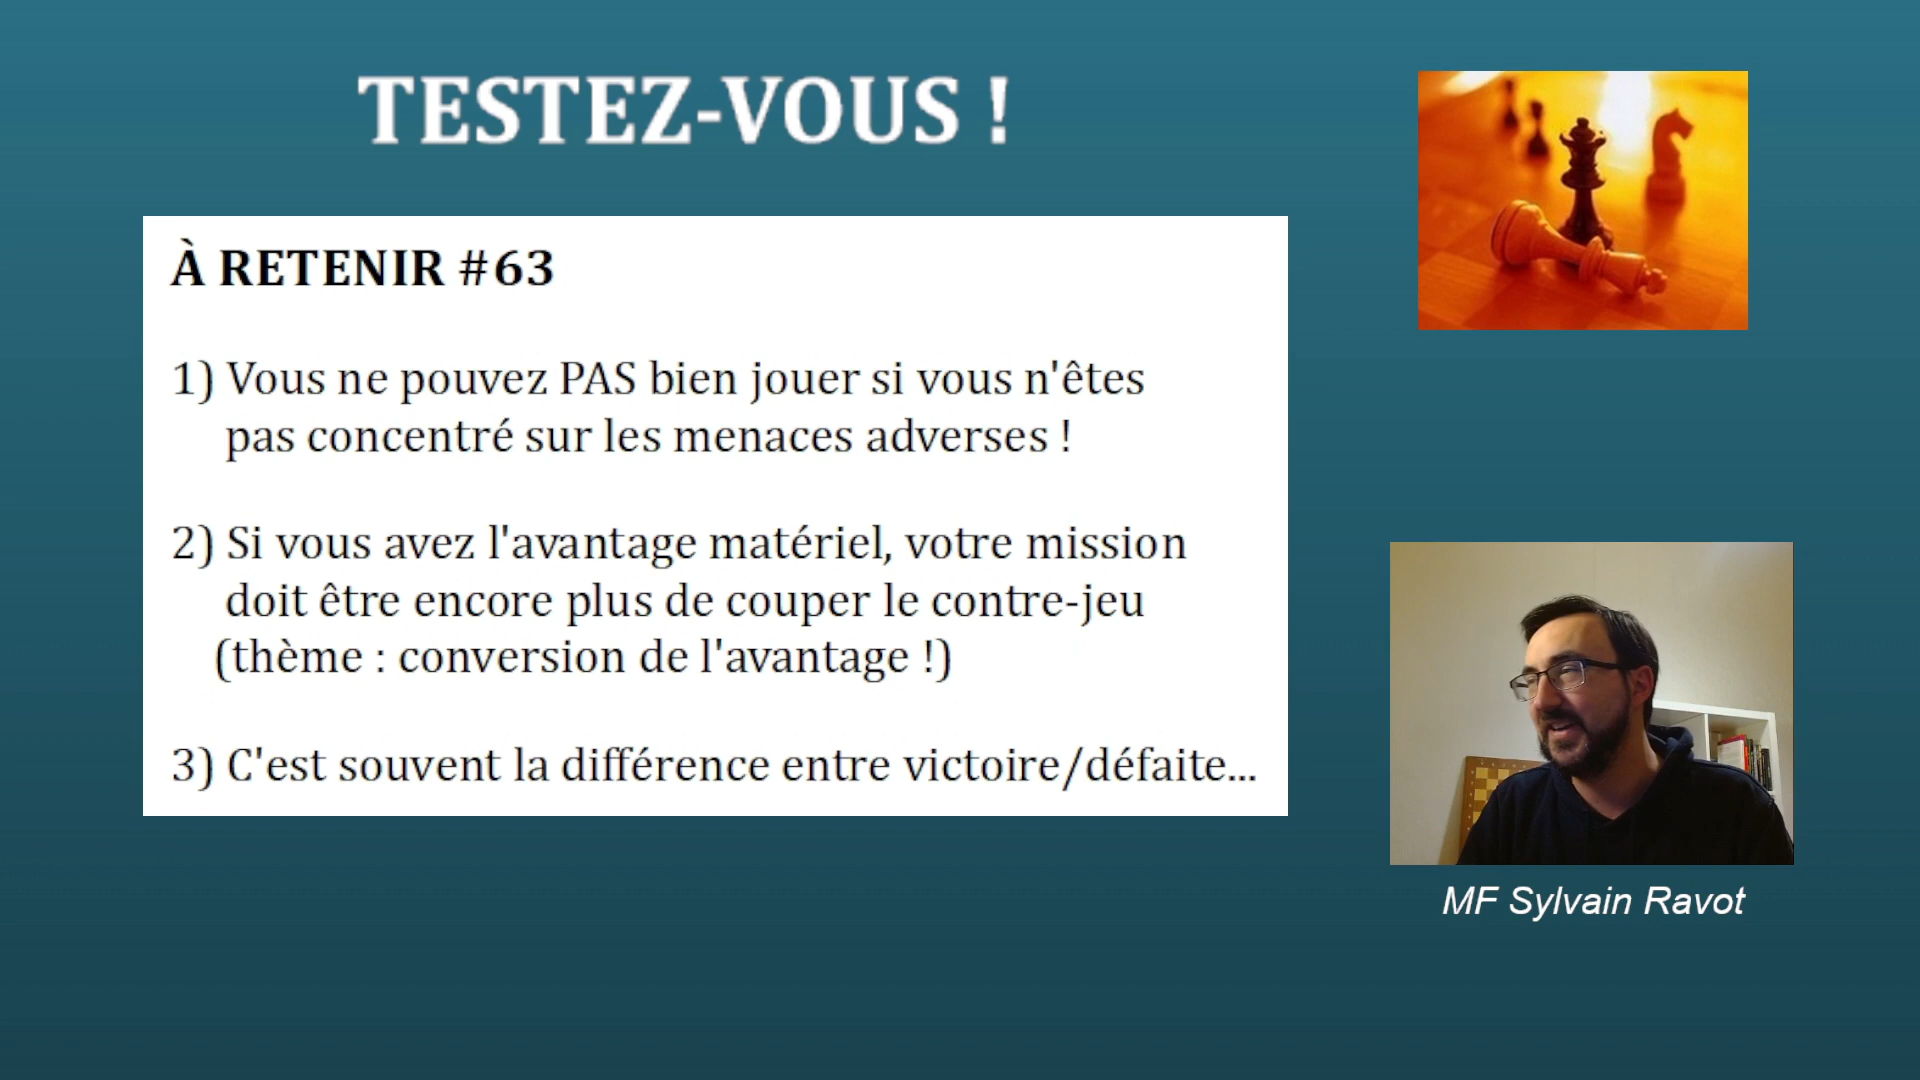 TESTEZ-VOUS !
À RETENIR #63
1) Vous ne pouvez PAS bien jouer si vous n'êtes
pas concentré sur les menaces adverses !
2) Si vous avez l'avantage matériel, votre mission
doit être encore plus de couper le contre-jeu
(thème : conversion de l'avantage !)
3) C'est souvent la différence entre victoire/défaite...
MF Sylvain Ravot